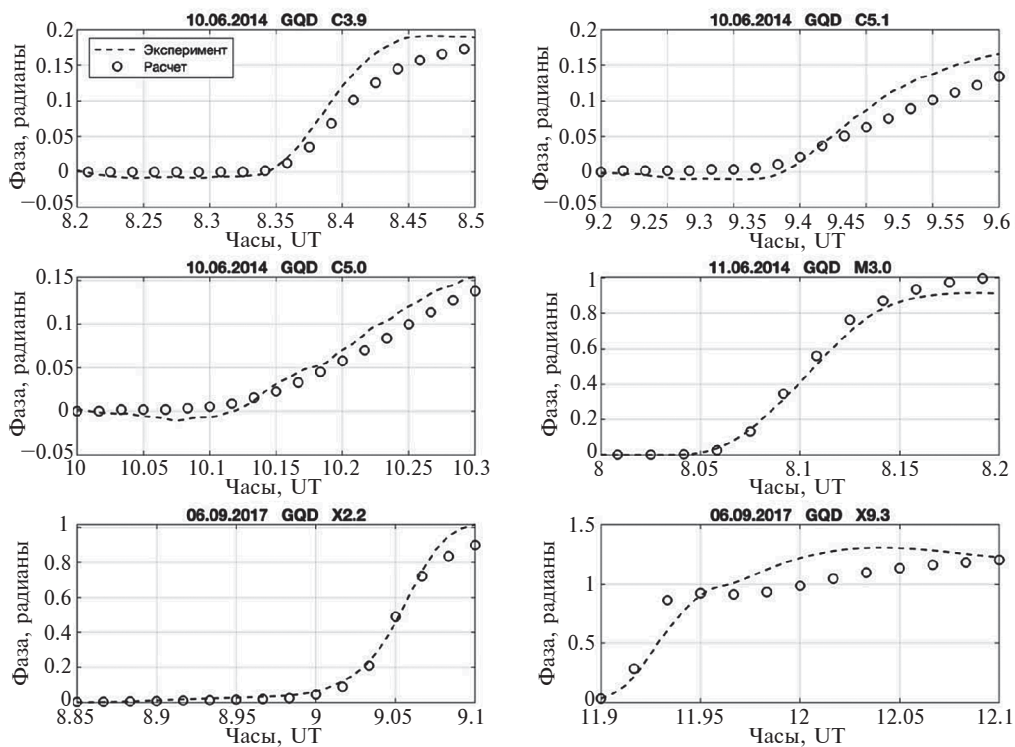 10.06.2014 GQD C3.9
Фаза, радианы
0.2
0.15
0.1
0.05
0
−0.05
Эксперимент
Расчет
8.2 8.25 8.3 8.35 8.4 8.45 8.5
Часы, UT
10.06.2014 GQD C5.1
Фаза, радианы
0.2
0.15
0.1
0.05
0
−0.05
9.2 9.25 9.3 9.35 9.4 9.45 9.5 9.55 9.6
Часы, UT
10.06.2014 GQD C5.0
Фаза, радианы
0.15
0.1
0.05
0
−0.05
10 10.05 10.1 10.15 10.2 10.25 10.3
Часы, UT
11.06.2014 GQD M3.0
Фаза, радианы
1
0.8
0.6
0.4
0.2
0
8 8.05 8.1 8.15 8.2
Часы, UT
06.09.2017 GQD X2.2
Фаза, радианы
1
0.8
0.6
0.4
0.2
0
8.85 8.9 8.95 9 9.05 9.1
Часы, UT
06.09.2017 GQD X9.3
Фаза, радианы
1.5
1
0.5
0
11.9 11.95 12 12.05 12.1
Часы, UT